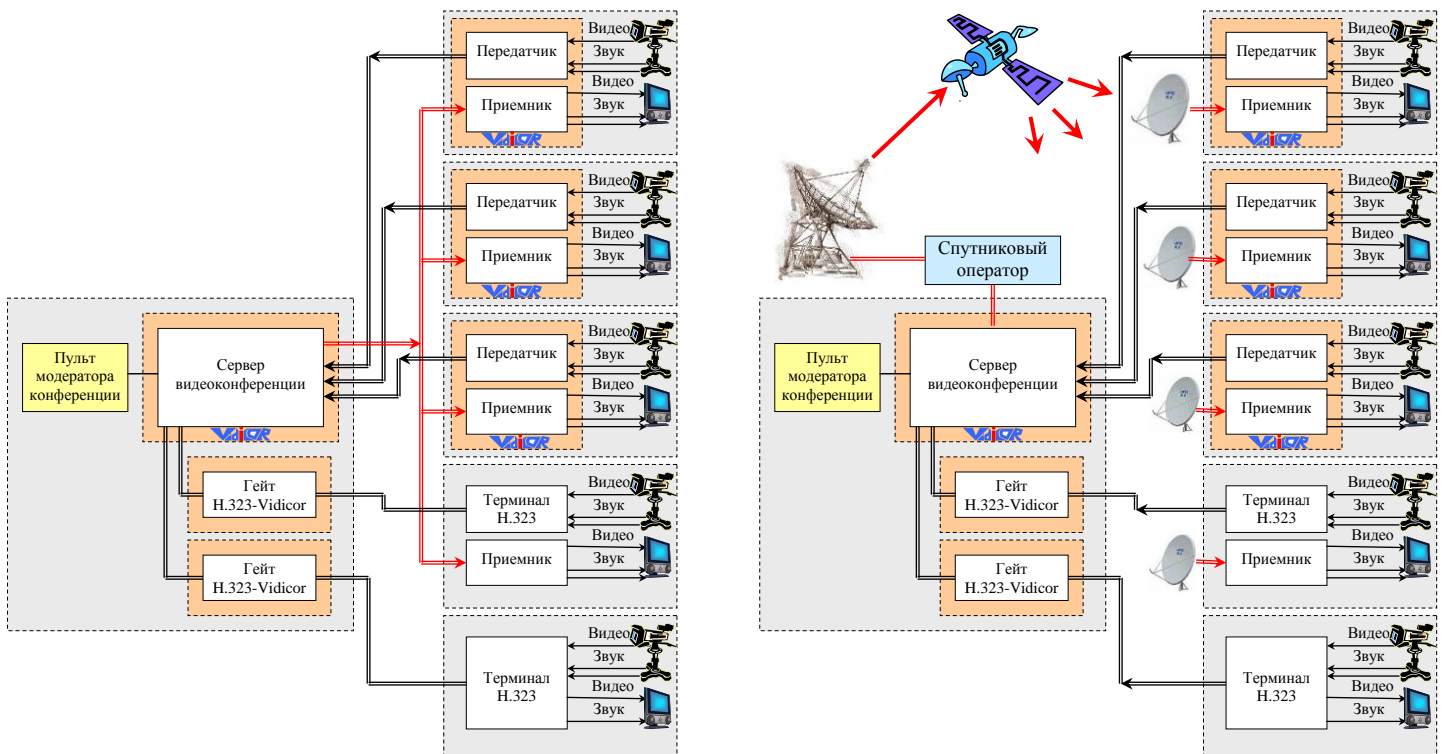 Видео
Звук
Видео
Звук
Передатчик
Приемник
Vidicor
Видео
Звук
Видео
Звук
Передатчик
Приемник
Vidicor
Видео
Звук
Видео
Звук
Передатчик
Приемник
Vidicor
Пульт
модератора
конференции
Сервер
видеоконференции
Vidicor
Гейт
H.323-Vidicor
Гейт
H.323-Vidicor
Видео
Звук
Видео
Звук
Терминал
H.323
Приемник
Видео
Звук
Видео
Звук
Терминал
H.323
Спутниковый
оператор
Видео
Звук
Видео
Звук
Передатчик
Приемник
Vidicor
Видео
Звук
Видео
Звук
Передатчик
Приемник
Vidicor
Видео
Звук
Видео
Звук
Передатчик
Приемник
Vidicor
Пульт
модератора
конференции
Сервер
видеоконференции
Vidicor
Гейт
H.323-Vidicor
Гейт
H.323-Vidicor
Видео
Звук
Видео
Звук
Терминал
H.323
Приемник
Видео
Звук
Видео
Звук
Терминал
H.323